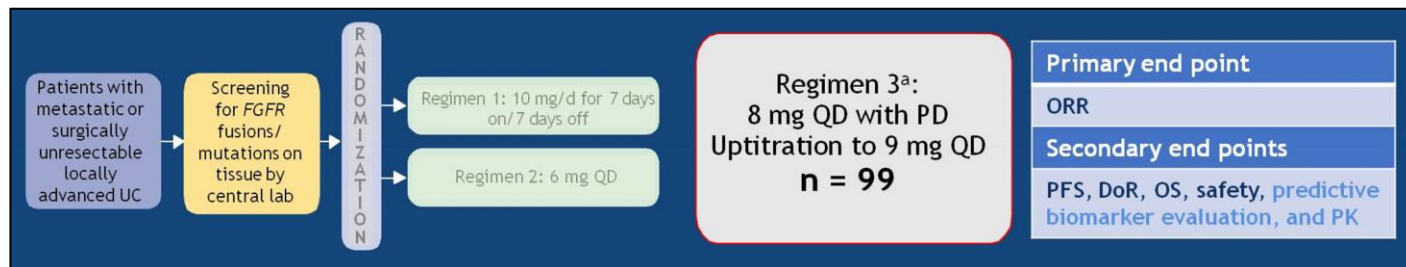 Patients with
metastatic or
surgically
unresectable
locally
advanced UC
Screening
for FGFR
fusions/
mutations on
tissue by
central lab
RANDOMIZATION
Regimen 1: 10 mg/d for 7 days
on/7 days off
Regimen 2: 6 mg QD
Regimen 3ᵃ:
8 mg QD with PD
Uptitration to 9 mg QD
n = 99
Primary end point
ORR
Secondary end points
PFS, DoR, OS, safety, predictive
biomarker evaluation, and PK